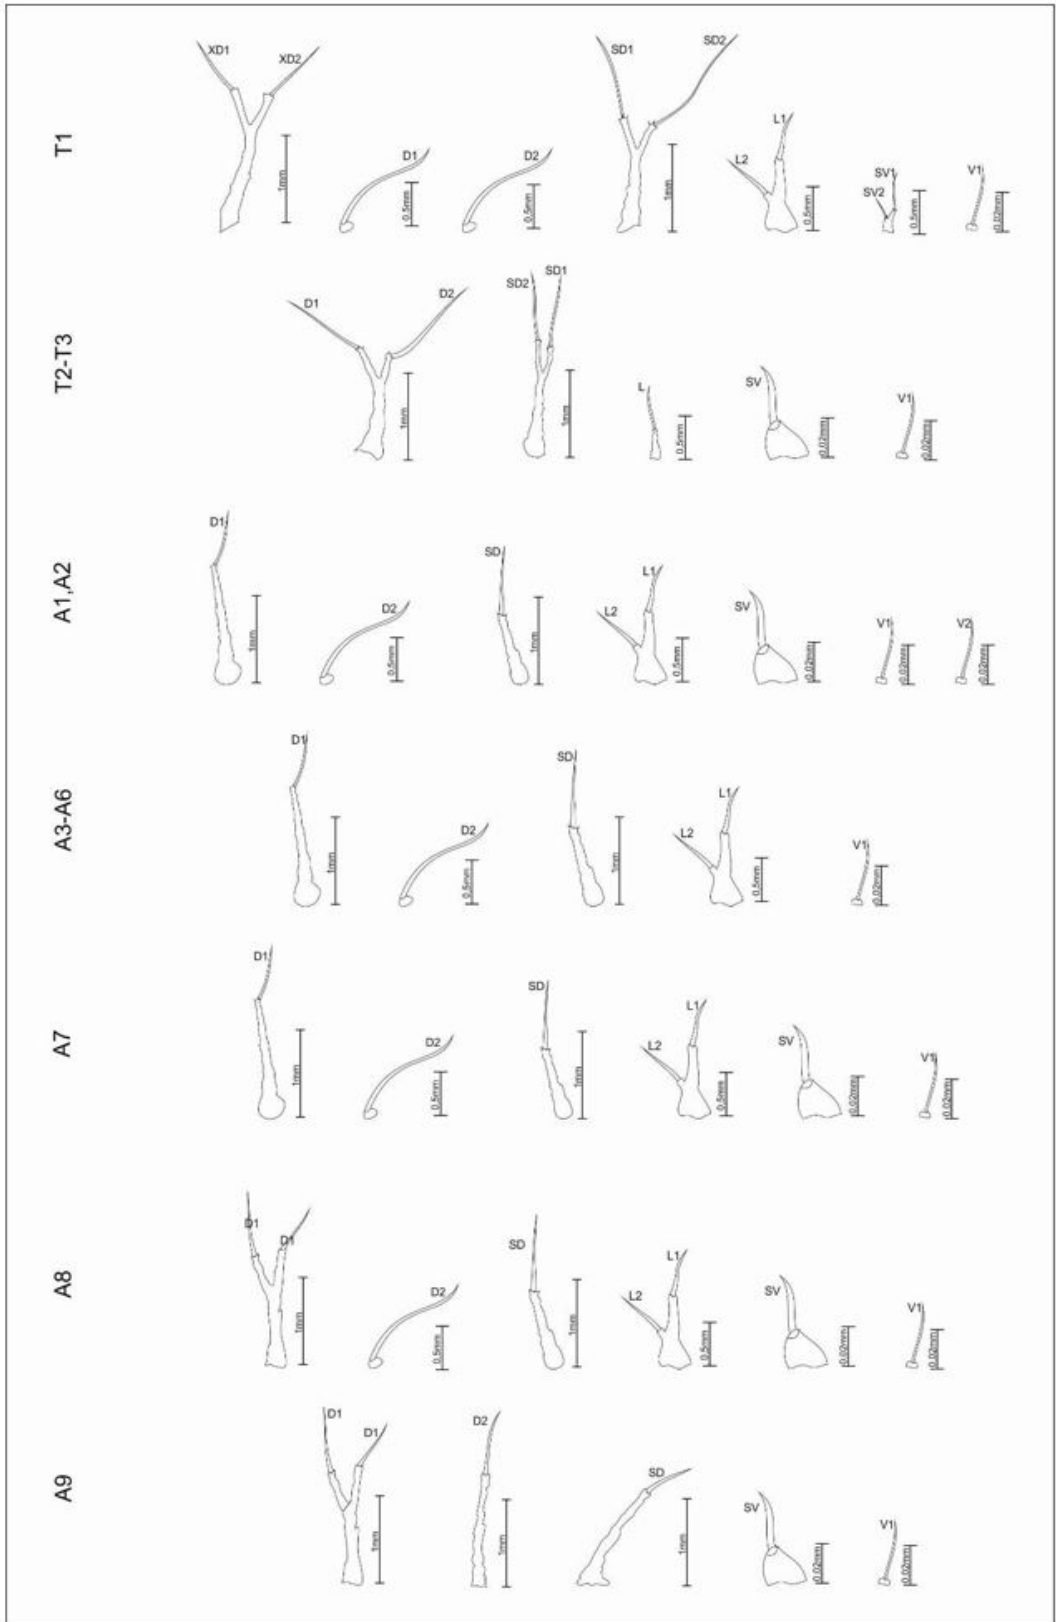 T1
XD1
XD2
1mm
D1
0.5mm
D2
0.5mm
SD1
SD2
1mm
L2
L1
0.5mm
SV2
SV1
0.5mm
V1
0.02mm
T2-T3
D1
D2
1mm
SD2
SD1
1mm
L
0.5mm
SV
0.02mm
V1
0.02mm
A1,A2
D1
1mm
D2
0.5mm
SD
1mm
L2
L1
0.5mm
SV
0.02mm
V1
0.02mm
V2
0.02mm
A3-A6
D1
1mm
D2
0.5mm
SD
1mm
L2
L1
0.5mm
V1
0.02mm
A7
D1
1mm
D2
0.5mm
SD
1mm
L2
L1
0.5mm
SV
0.02mm
V1
0.02mm
A8
D1
D1
1mm
D2
0.5mm
SD
1mm
L2
L1
0.5mm
SV
0.02mm
V1
0.02mm
A9
D1
D1
1mm
D2
1mm
SD
1mm
SV
0.02mm
V1
0.02mm